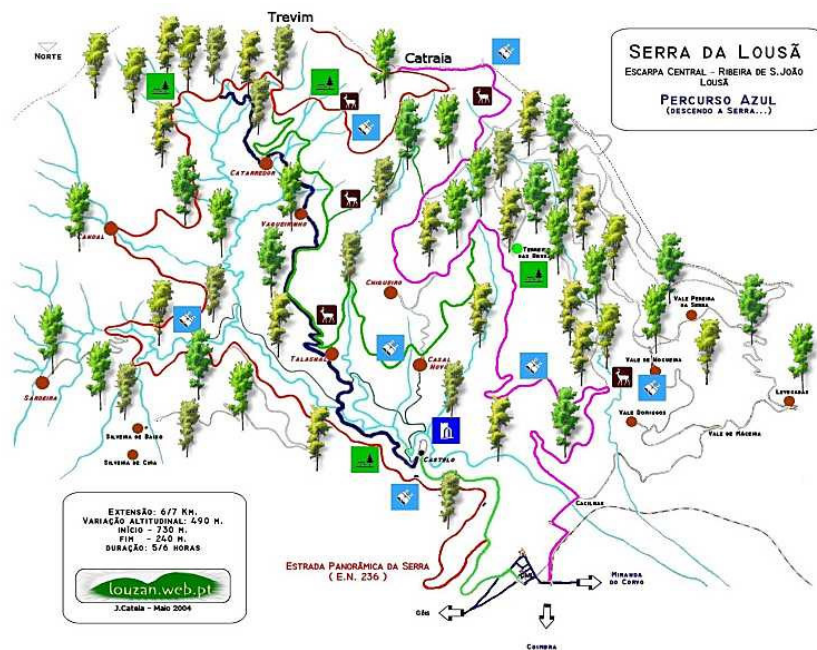 Trevim
Catraia
NORTE
SERRA DA LOUSÃ
ESCARPA CENTRAL - RIBEIRA DE S.JOÃO
LOUSÃ
PERCURSO AZUL
(DESCENDO A SERRA...)
CATARREDOR
VAQUEIRINHO
CANDAL
TERREIRO
DAS
CHIQUEIRO
VALE PEREIRA
DA SERRA
TALASNAL
CASAL
NOVO
VALE DE NOGUEIRA
SARDEIRA
LEVEGADAS
VALE DOMINGOS
VALE DE MACEIRA
SILVEIRA DE BAIXO
SILVEIRA DE CIMA
CASTELO
CACILHAS
EXTENSÃO: 6/7 KM.
VARIAÇÃO ALTITUDINAL: 490 M.
INÍCIO - 730 M.
FIM - 240 M.
DURAÇÃO: 5/6 HORAS
louzan.web.pt
J.Catela - Maio 2004
ESTRADA PANORÂMICA DA SERRA
( E.N. 236 )
MIRANDA
DO CORVO
GÓIS
COIMBRA